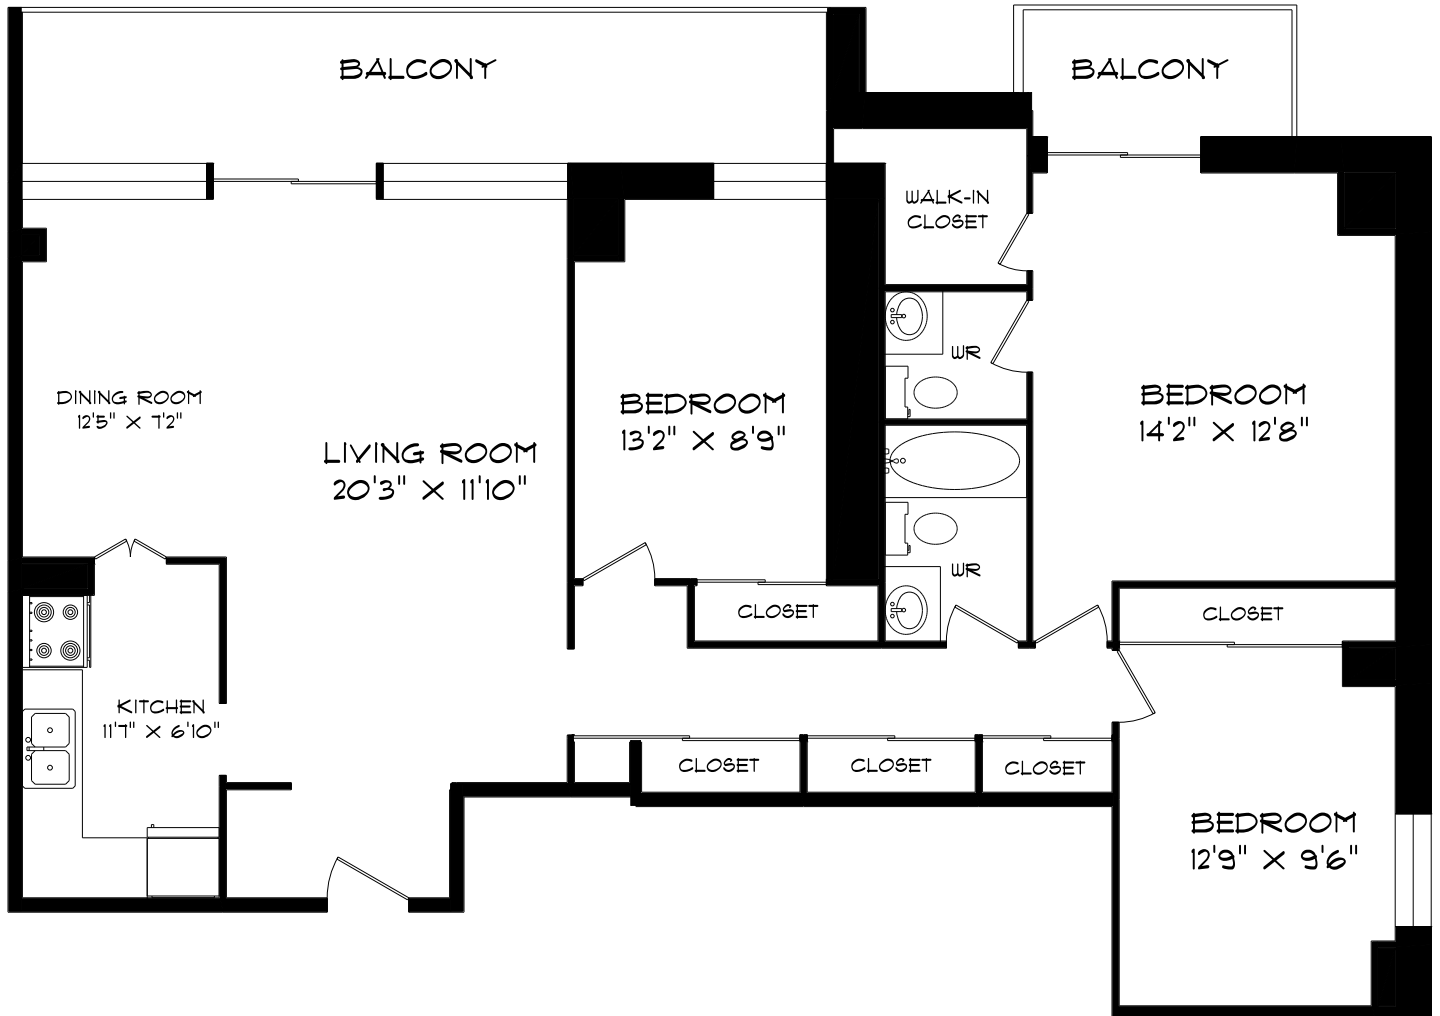 BALCONY
BALCONY
WALK-IN
CLOSET
WR
DINING ROOM
12'5" X 7'2"
LIVING ROOM
20'3" X 11'10"
BEDROOM
13'2" X 8'9"
BEDROOM
14'2" X 12'8"
WR
CLOSET
CLOSET
KITCHEN
11'7" X 6'10"
CLOSET
CLOSET
CLOSET
BEDROOM
12'9" X 9'6"